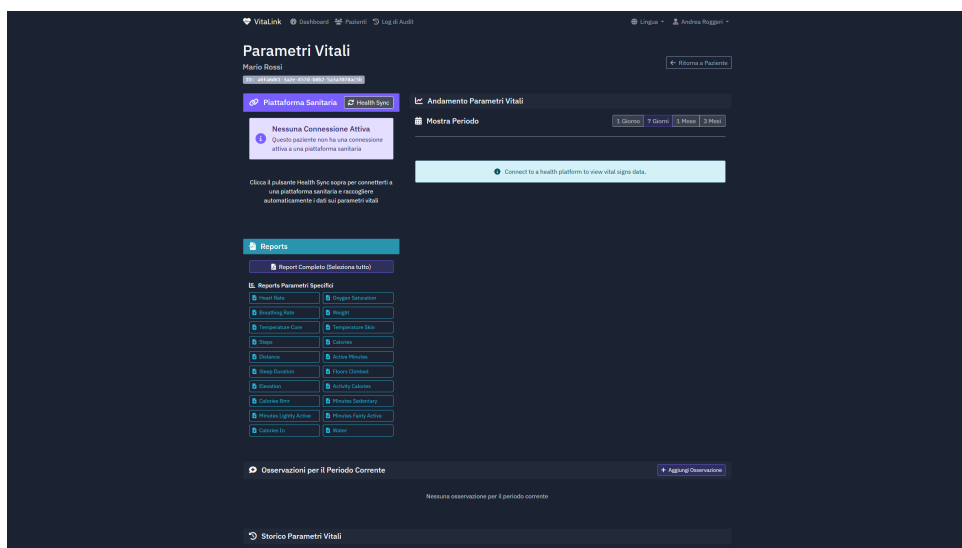 VitaLink Dashboard Pazienti Log di Audit Lingua Andrea Roggeri
Parametri Vitali
Mario Rossi
Ritorna a Paziente
Piattaforma Sanitaria Health Sync
Nessuna Connessione Attiva
Questo paziente non ha una connessione
attiva a una piattaforma sanitaria
Clicca il pulsante Health Sync sopra per connetterti a
una piattaforma sanitaria e raccogliere
automaticamente i dati sui parametri vitali
Andamento Parametri Vitali
Mostra Periodo 1 Giorno 7 Giorni 1 Mese 3 Mesi
Connect to a health platform to view vital signs data.
Reports
Report Completo (Seleziona tutto)
Reports Parametri Specifici
Heart Rate Oxygen Saturation
Breathing Rate Weight
Temperature Core Temperature Skin
Steps Calories
Distance Active Minutes
Sleep Duration Floors Climbed
Elevation Activity Calories
Calories Bmr Minutes Sedentary
Minutes Lightly Active Minutes Fairly Active
Calories In Water
Osservazioni per il Periodo Corrente + Aggiungi Osservazione
Nessuna osservazione per il periodo corrente
Storico Parametri Vitali